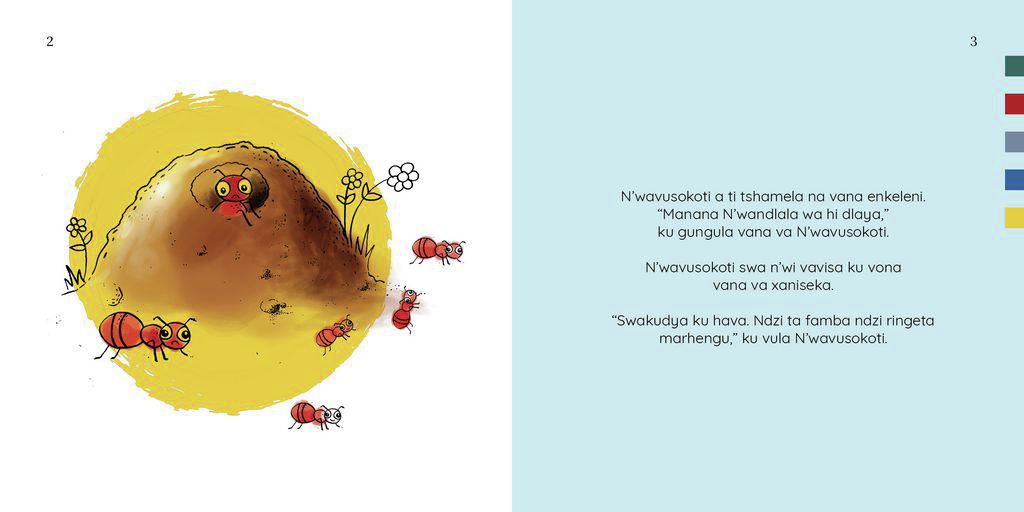 2
3
N'wavusokoti a ti tshamela na vana enkeleni.
“Manana N'wandlala wa hi dlaya,”
ku gungula vana va N'wavusokoti.
N'wavusokoti swa n'wi vavisa ku vona
vana va xaniseka.
“Swakudya ku hava. Ndzi ta famba ndzi ringeta
marhengu,” ku vula N'wavusokoti.